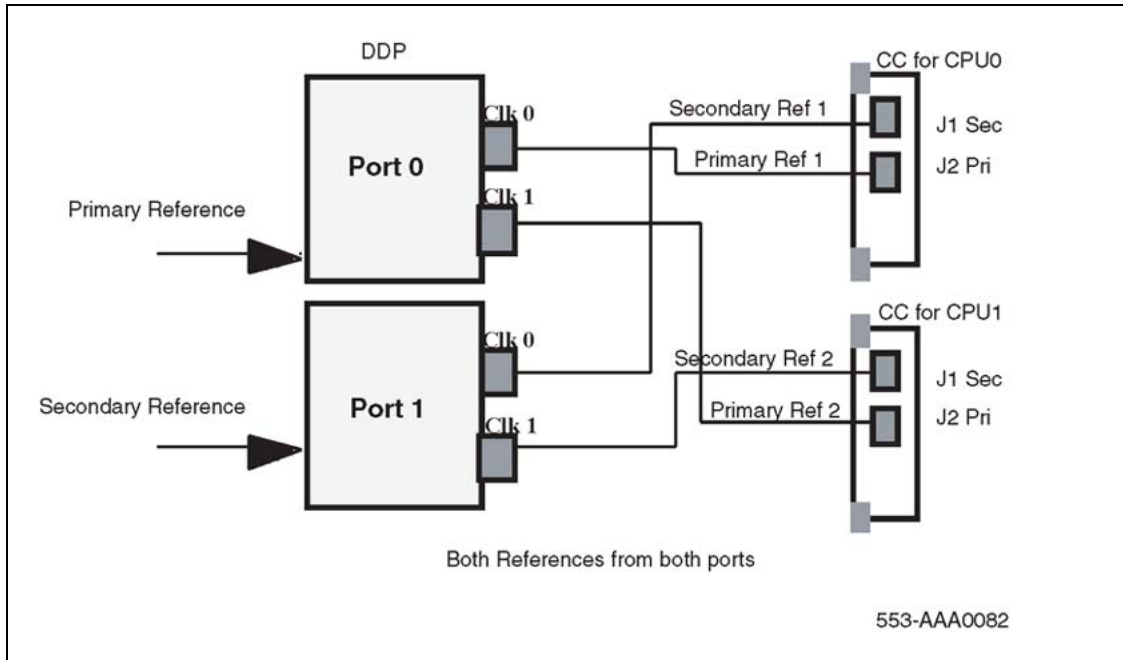 DDP
CC for CPU0
Clk 0
Secondary Ref 1
J1 Sec
Port 0
Primary Ref 1
J2 Pri
Clk 1
Primary Reference
CC for CPU1
Clk 0
Secondary Ref 2
J1 Sec
Secondary Reference
Port 1
Primary Ref 2
J2 Pri
Clk 1
Both References from both ports
553-AAA0082